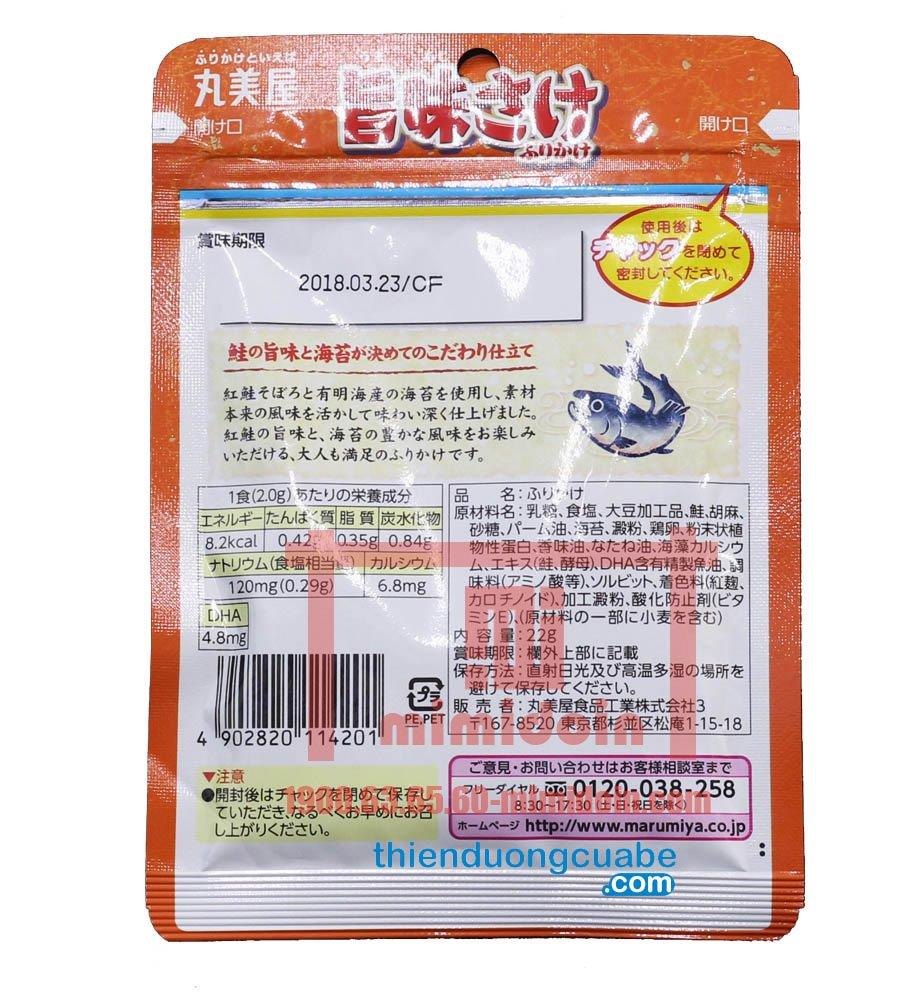 ふりかけといえば
丸美屋
旨味さけ
ふりかけ
開け口
開け口
賞味期限
2018.03.23/CF
使用後は
チャックを閉めて
密封してください。
鮭の旨味と海苔が決めてのこだわり仕立て
紅鮭そぼろと有明海産の海苔を使用し、素材
本来の風味を活かして味わい深く仕上げました。
紅鮭の旨味と、海苔の豊かな風味をお楽しみ
いただける、大人も満足のふりかけです。
1食(2.0g)あたりの栄養成分
エネルギー たんぱく質 脂質 炭水化物
8.2kcal 0.42g 0.35g 0.84g
ナトリウム(食塩相当量) カルシウム
120mg(0.29g) 6.8mg
DHA
4.8mg
品 名:ふりかけ
原材料名:乳糖、食塩、大豆加工品、鮭、胡麻、
砂糖、パーム油、海苔、澱粉、鶏卵、粉末状植
物性蛋白、香味油、なたね油、海藻カルシウ
ム、エキス(鮭、酵母)、DHA含有精製魚油、調
味料(アミノ酸等)、ソルビット、着色料(紅麹、
カロチノイド)、加工澱粉、酸化防止剤(ビタ
ミンE)、(原材料の一部に小麦を含む)
内容量:22g
賞味期限:欄外上部に記載
保存方法:直射日光及び高温多湿の場所を
避けて保存してください。
販売者:丸美屋食品工業株式会社3
〒167-8520 東京都杉並区松庵1-15-18
プラ
PE,PET
4 902820 114201
▼注意
●開封後はチャックを閉めて保存し
ていただき、なるべくお早めにお召
し上がりください。
ご意見・お問い合わせはお客様相談室まで
フリーダイヤル 0120-038-258
8:30~17:30 (土・日・祝日を除く)
ホームページ http://www.marumiya.co.jp
thienduongcuabe
.com